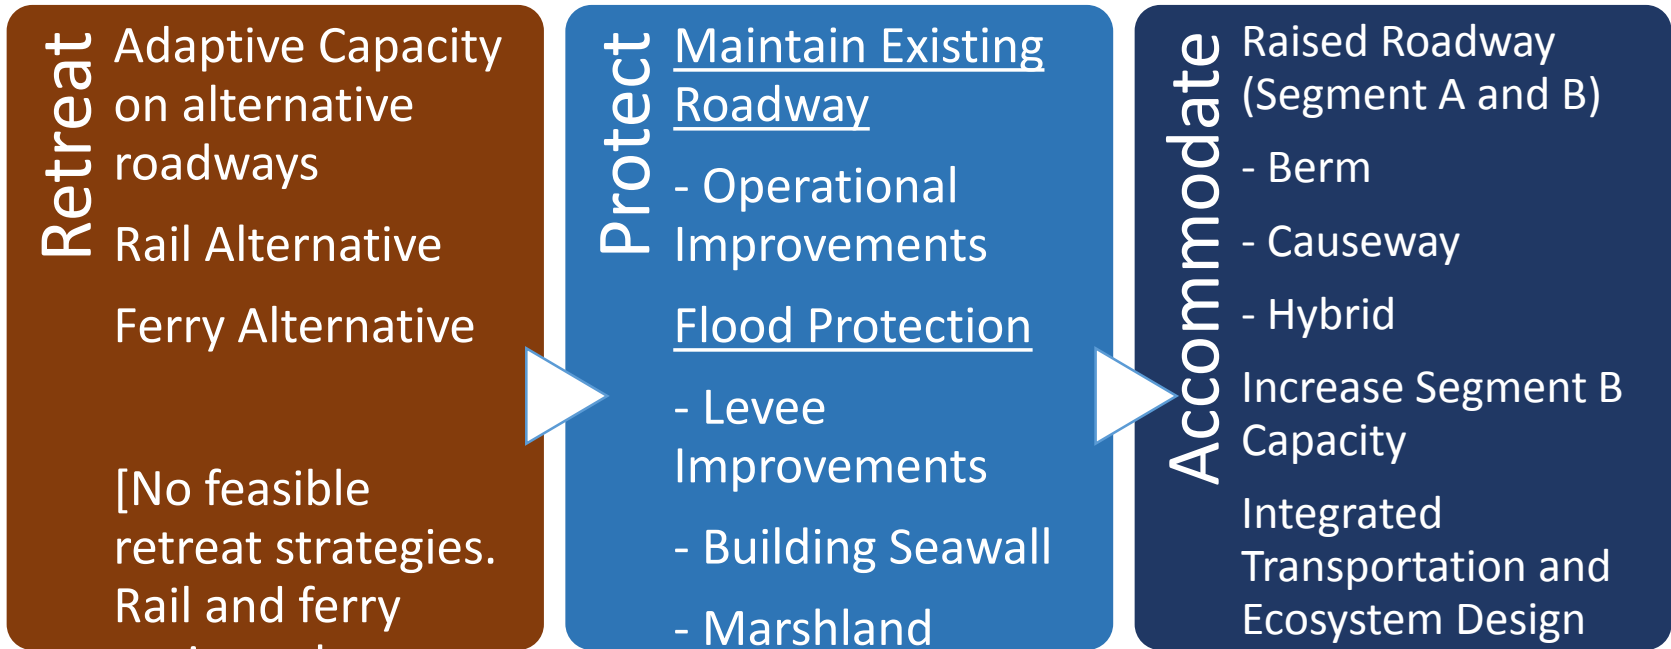 Retreat
Adaptive Capacity
on alternative
roadways
Rail Alternative
Ferry Alternative
[No feasible
retreat strategies.
Rail and ferry
Protect
Maintain Existing
Roadway
- Operational
Improvements
Flood Protection
- Levee
Improvements
- Building Seawall
- Marshland
Accommodate
Raised Roadway
(Segment A and B)
- Berm
- Causeway
- Hybrid
Increase Segment B
Capacity
Integrated
Transportation and
Ecosystem Design